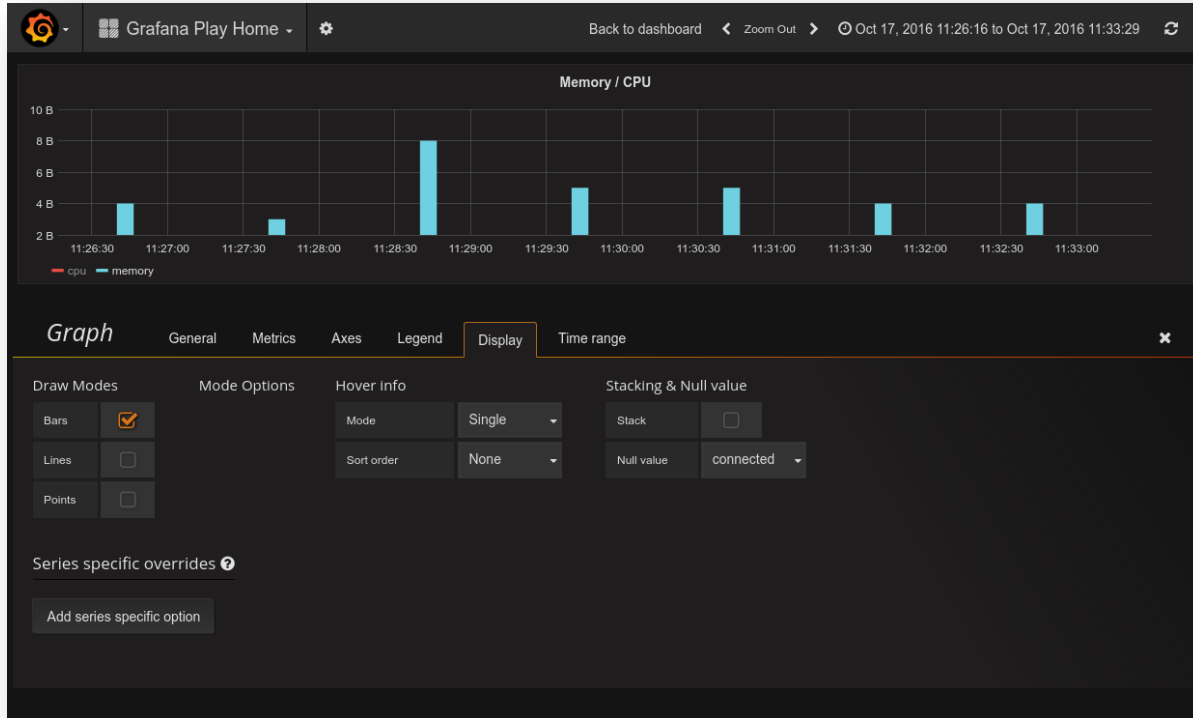 Grafana Play Home
Back to dashboard Zoom Out Oct 17, 2016 11:26:16 to Oct 17, 2016 11:33:29
Memory / CPU
10 B
8 B
6 B
4 B
2 B
11:26:30 11:27:00 11:27:30 11:28:00 11:28:30 11:29:00 11:29:30 11:30:00 11:30:30 11:31:00 11:31:30 11:32:00 11:32:30 11:33:00
cpu memory
Graph General Metrics Axes Legend Display Time range
Draw Modes Mode Options Hover info Stacking & Null value
Bars Mode Single Stack
Lines Sort order None Null value connected
Points
Series specific overrides
Add series specific option